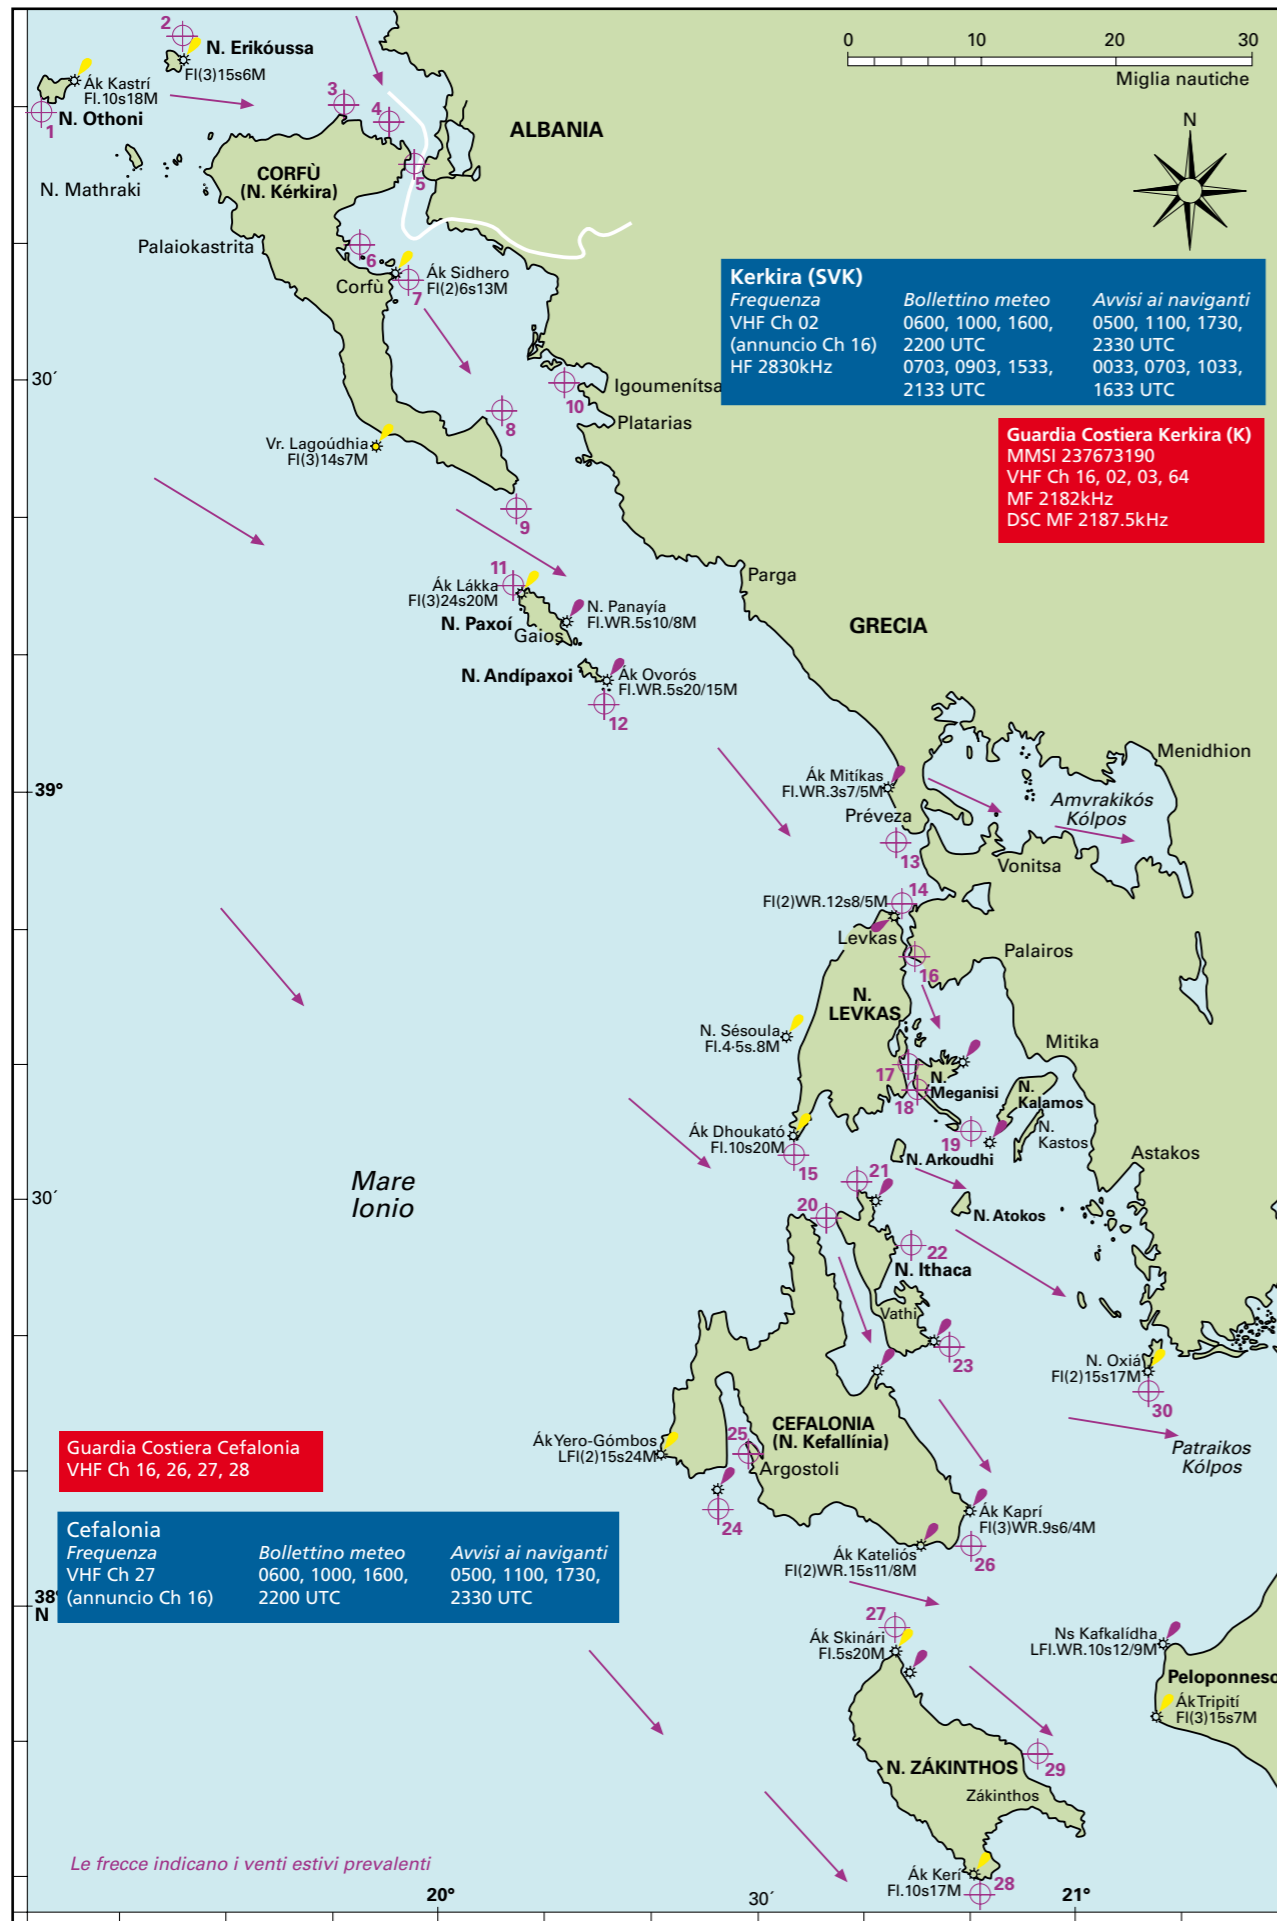 2
N. Erikóussa
Fl(3)15s6M
Ák Kastrí
Fl.10s18M
1
N. Othoni
0 10 20 30
Miglia nautiche
N
3
4
5
ALBANIA
N. Mathraki
CORFÙ
(N. Kérkira)
Palaiokastrita
6
Corfù
7
Ák Sidhero
Fl(2)6s13M
Kerkira (SVK)
Frequenza Bollettino meteo Avvisi ai naviganti
VHF Ch 02 0600, 1000, 1600, 0500, 1100, 1730,
(annuncio Ch 16) 2200 UTC 2330 UTC
HF 2830kHz 0703, 0903, 1533, 0033, 0703, 1033,
2133 UTC 1633 UTC
30´
10
Igoumenítsa
8
Platarias
Vr. Lagoúdhia
Fl(3)14s7M
Guardia Costiera Kerkira (K)
MMSI 237673190
VHF Ch 16, 02, 03, 64
MF 2182kHz
DSC MF 2187.5kHz
9
11
Ák Lákka
Fl(3)24s20M
Parga
N. Paxoí
Gaios
N. Panayía
Fl.WR.5s10/8M
GRECIA
N. Andípaxoi
Ák Ovorós
Fl.WR.5s20/15M
12
Menidhion
39°
Ák Mitíkas
Fl.WR.3s7/5M
Amvrakikós
Kólpos
Préveza
13
Vonitsa
14
Fl(2)WR.12s8/5M
Levkas
Palairos
16
N.
LEVKAS
N. Sésoula
Fl.4·5s.8M
Mitika
17
N.
Meganisi
18
N.
Kalamos
19
N.
Kastos
Ák Dhoukató
Fl.10s20M
15
N. Arkoudhi
Astakos
21
Mare
Ionio
30´
20
N. Atokos
22
N. Ithaca
Vathi
23
N. Oxiá
Fl(2)15s17M
30
CEFALONIA
(N. Kefallínia)
Ák Yero-Gómbos
LFl(2)15s24M
25
Argostoli
Patraikos
Kólpos
Guardia Costiera Cefalonia
VHF Ch 16, 26, 27, 28
24
Ák Kaprí
Fl(3)WR.9s6/4M
Ák Kateliós
Fl(2)WR.15s11/8M
26
Cefalonia
Frequenza Bollettino meteo Avvisi ai naviganti
VHF Ch 27 0600, 1000, 1600, 0500, 1100, 1730,
(annuncio Ch 16) 2200 UTC 2330 UTC
38°
N
27
Ák Skinári
Fl.5s20M
Ns Kafkalídha
LFl.WR.10s12/9M
Peloponneso
Ák Tripití
Fl(3)15s7M
29
N. ZÁKINTHOS
Zákinthos
Le frecce indicano i venti estivi prevalenti
Ák Kerí
Fl.10s17M
28
20° 30´ 21°